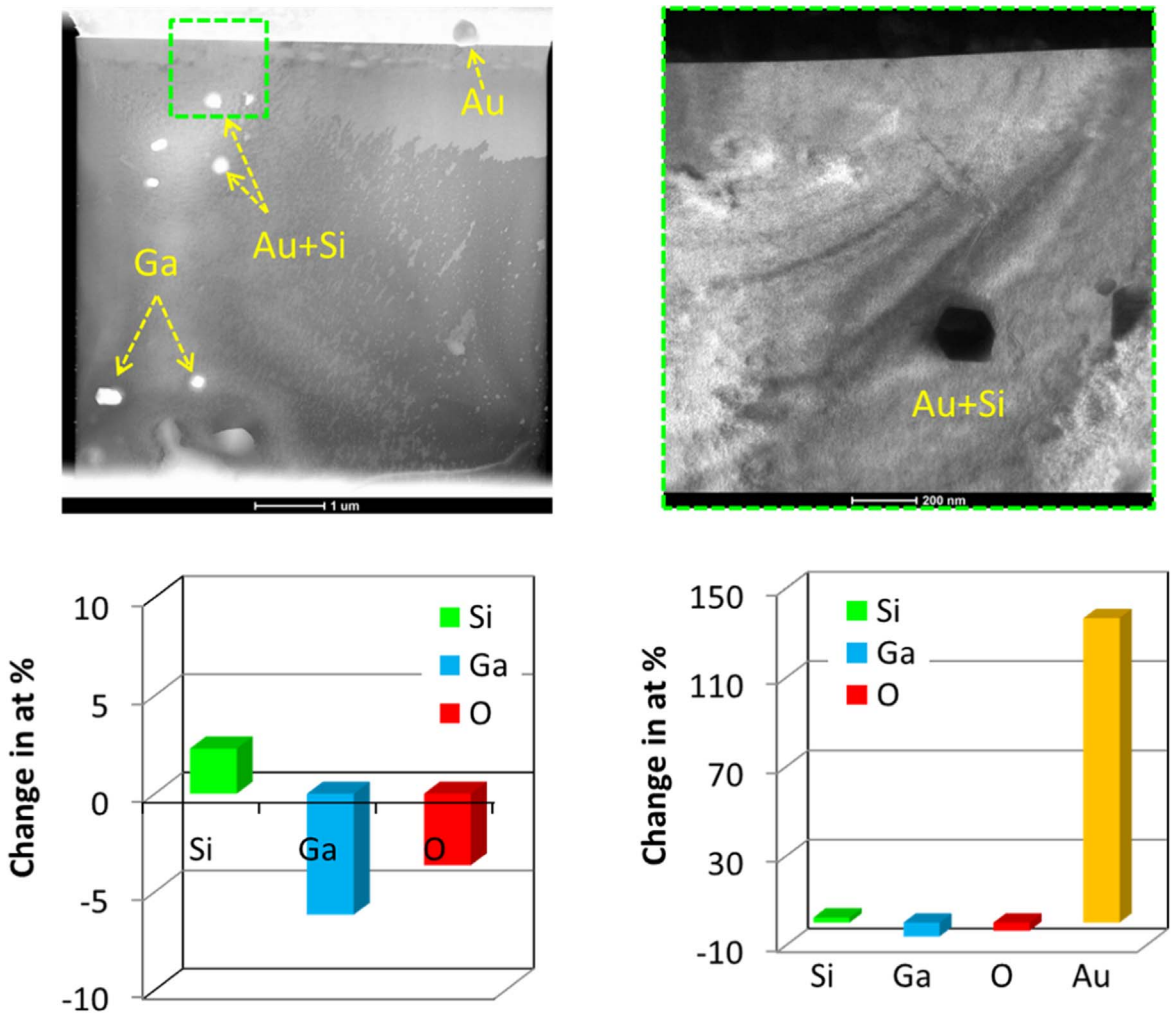 Au
Au+Si
Ga
1 um
Au+Si
200 nm
Change in at %
10
5
0
-5
-10
Si
Ga
O
Si
Ga
O
Change in at %
150
110
70
30
-10
Si
Ga
O
Si
Ga
O
Au